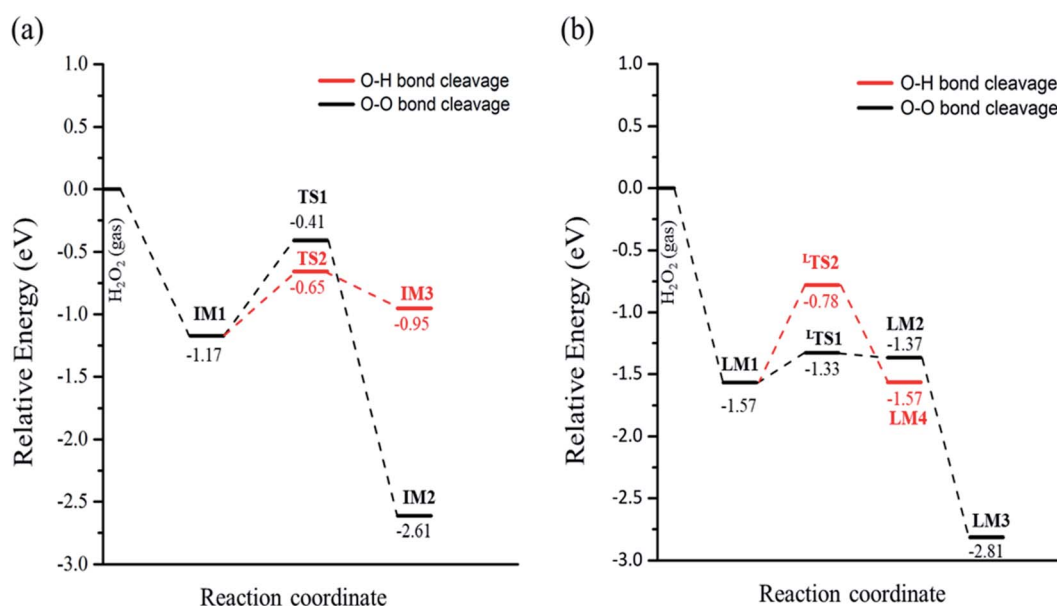 (a)
Relative Energy (eV)
1.0
0.5
0.0
-0.5
-1.0
-1.5
-2.0
-2.5
-3.0
O-H bond cleavage
O-O bond cleavage
H₂O₂ (gas)
IM1
-1.17
TS1
-0.41
TS2
-0.65
IM3
-0.95
IM2
-2.61
Reaction coordinate
(b)
Relative Energy (eV)
1.0
0.5
0.0
-0.5
-1.0
-1.5
-2.0
-2.5
-3.0
O-H bond cleavage
O-O bond cleavage
H₂O₂ (gas)
LM1
-1.57
ᴸTS2
-0.78
ᴸTS1
-1.33
LM2
-1.37
-1.57
LM4
LM3
-2.81
Reaction coordinate